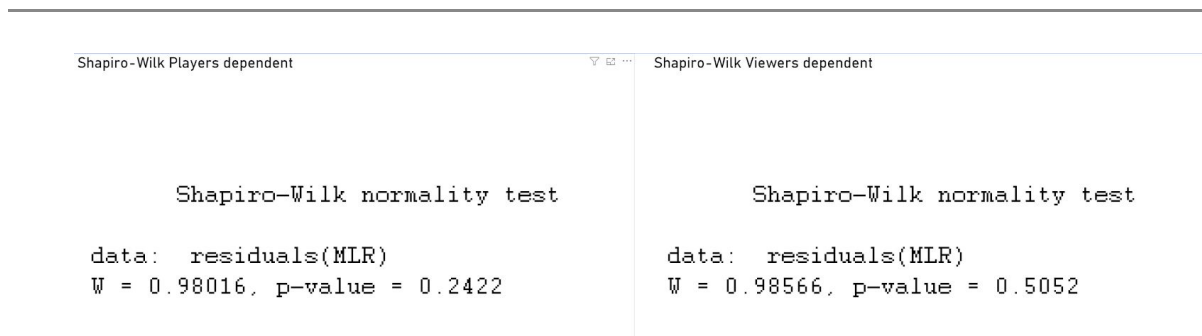 Shapiro-Wilk Players dependent
Shapiro-Wilk normality test
data:  residuals(MLR)
W = 0.98016, p-value = 0.2422
Shapiro-Wilk Viewers dependent
Shapiro-Wilk normality test
data:  residuals(MLR)
W = 0.98566, p-value = 0.5052